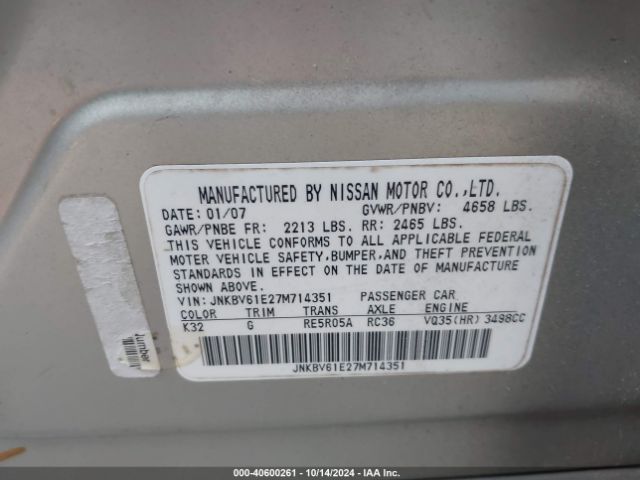 MANUFACTURED BY NISSAN MOTOR CO.,LTD.
DATE: 01/07 GVWR/PNBV: 4658 LBS.
GAWR/PNBE FR: 2213 LBS. RR: 2465 LBS.
THIS VEHICLE CONFORMS TO ALL APPLICABLE FEDERAL
MOTOR VEHICLE SAFETY, BUMPER, AND THEFT PREVENTION
STANDARDS IN EFFECT ON THE DATE OF MANUFACTURE
SHOWN ABOVE.
VIN: JNKBV61E27M714351 PASSENGER CAR
COLOR TRIM TRANS AXLE ENGINE
K32 G RE5R05A RC36 VQ35(HR) 3498CC
JNKBV61E27M714351
Jumber
000-40600261 - 10/14/2024 - IAA Inc.